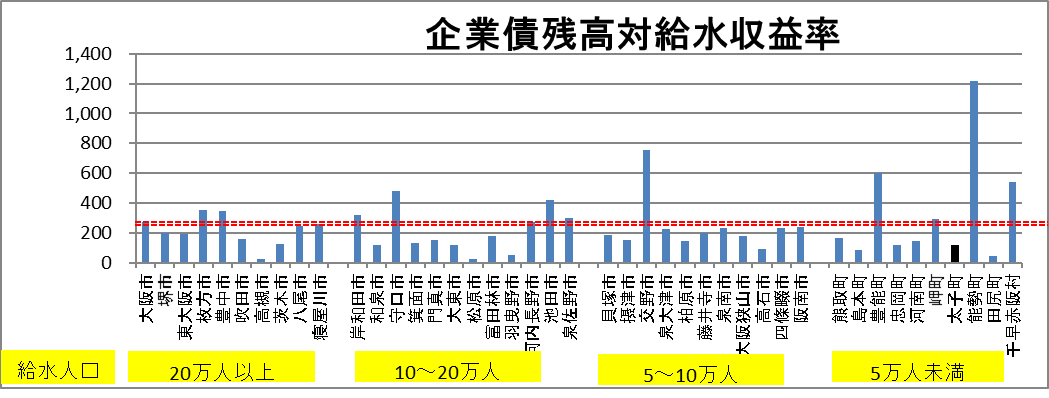 企業債残高対給水収益率
1,400
1,200
1,000
800
600
400
200
0
大阪市
堺市
東大阪市
枚方市
豊中市
吹田市
高槻市
茨木市
八尾市
寝屋川市
岸和田市
和泉市
守口市
箕面市
門真市
大東市
松原市
富田林市
羽曳野市
河内長野市
池田市
泉佐野市
貝塚市
摂津市
交野市
泉大津市
柏原市
藤井寺市
泉南市
大阪狭山市
高石市
四條畷市
阪南市
熊取町
島本町
豊能町
忠岡町
河南町
岬町
太子町
能勢町
田尻町
千早赤阪村
給水人口
20万人以上
10～20万人
5～10万人
5万人未満